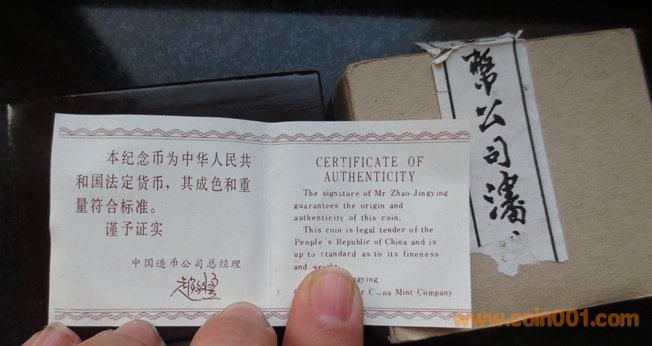 本纪念币为中华人民共
和国法定货币，其成色和重
量符合标准。
谨予证实
中国造币公司总经理
CERTIFICATE OF
AUTHENTICITY
The signature of Mr Zhao Jingying
guarantees the origin and
authenticity of this coin.
This coin is legal tender of the
People's Republic of China and is
up to standard as to its fineness
and
Mint Company
幣公司瀋
www.coin001.com